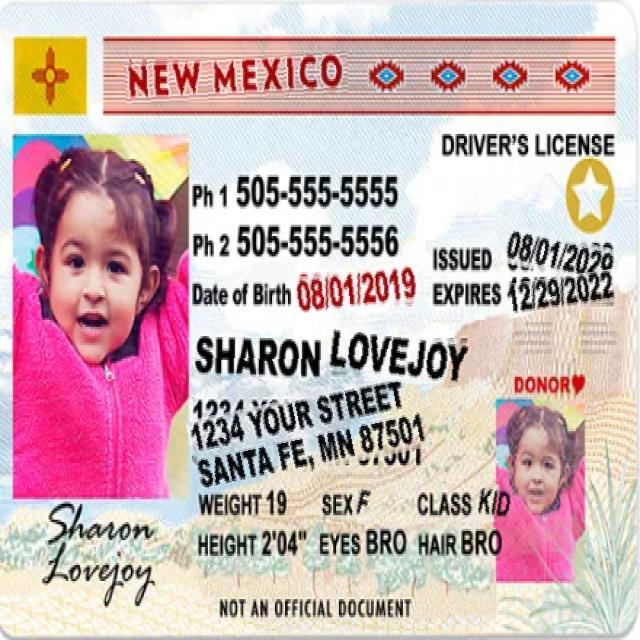 NEW MEXICO
DRIVER'S LICENSE
Ph 1 505-555-5555
Ph 2 505-555-5556
ISSUED
Date of Birth 08/01/2019
EXPIRES 12/29/2022
SHARON LOVEJOY
DONOR♥
1234 YOUR STREET
SANTA FE, MN 87501
WEIGHT 19 SEX F CLASS KID
HEIGHT 2'04" EYES BRO HAIR BRO
Sharon
Lovejoy
NOT AN OFFICIAL DOCUMENT